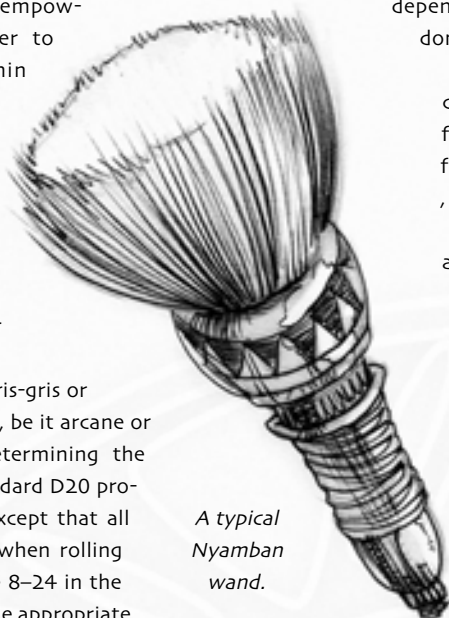 empow-
er to
hin
ris-gris or
, be it arcane or
etermining the
dard D20 pro-
xcept that all
when rolling
8–24 in the
e appropriate
A typical
Nyamban
wand.
depen
don
c
f
f
,
a